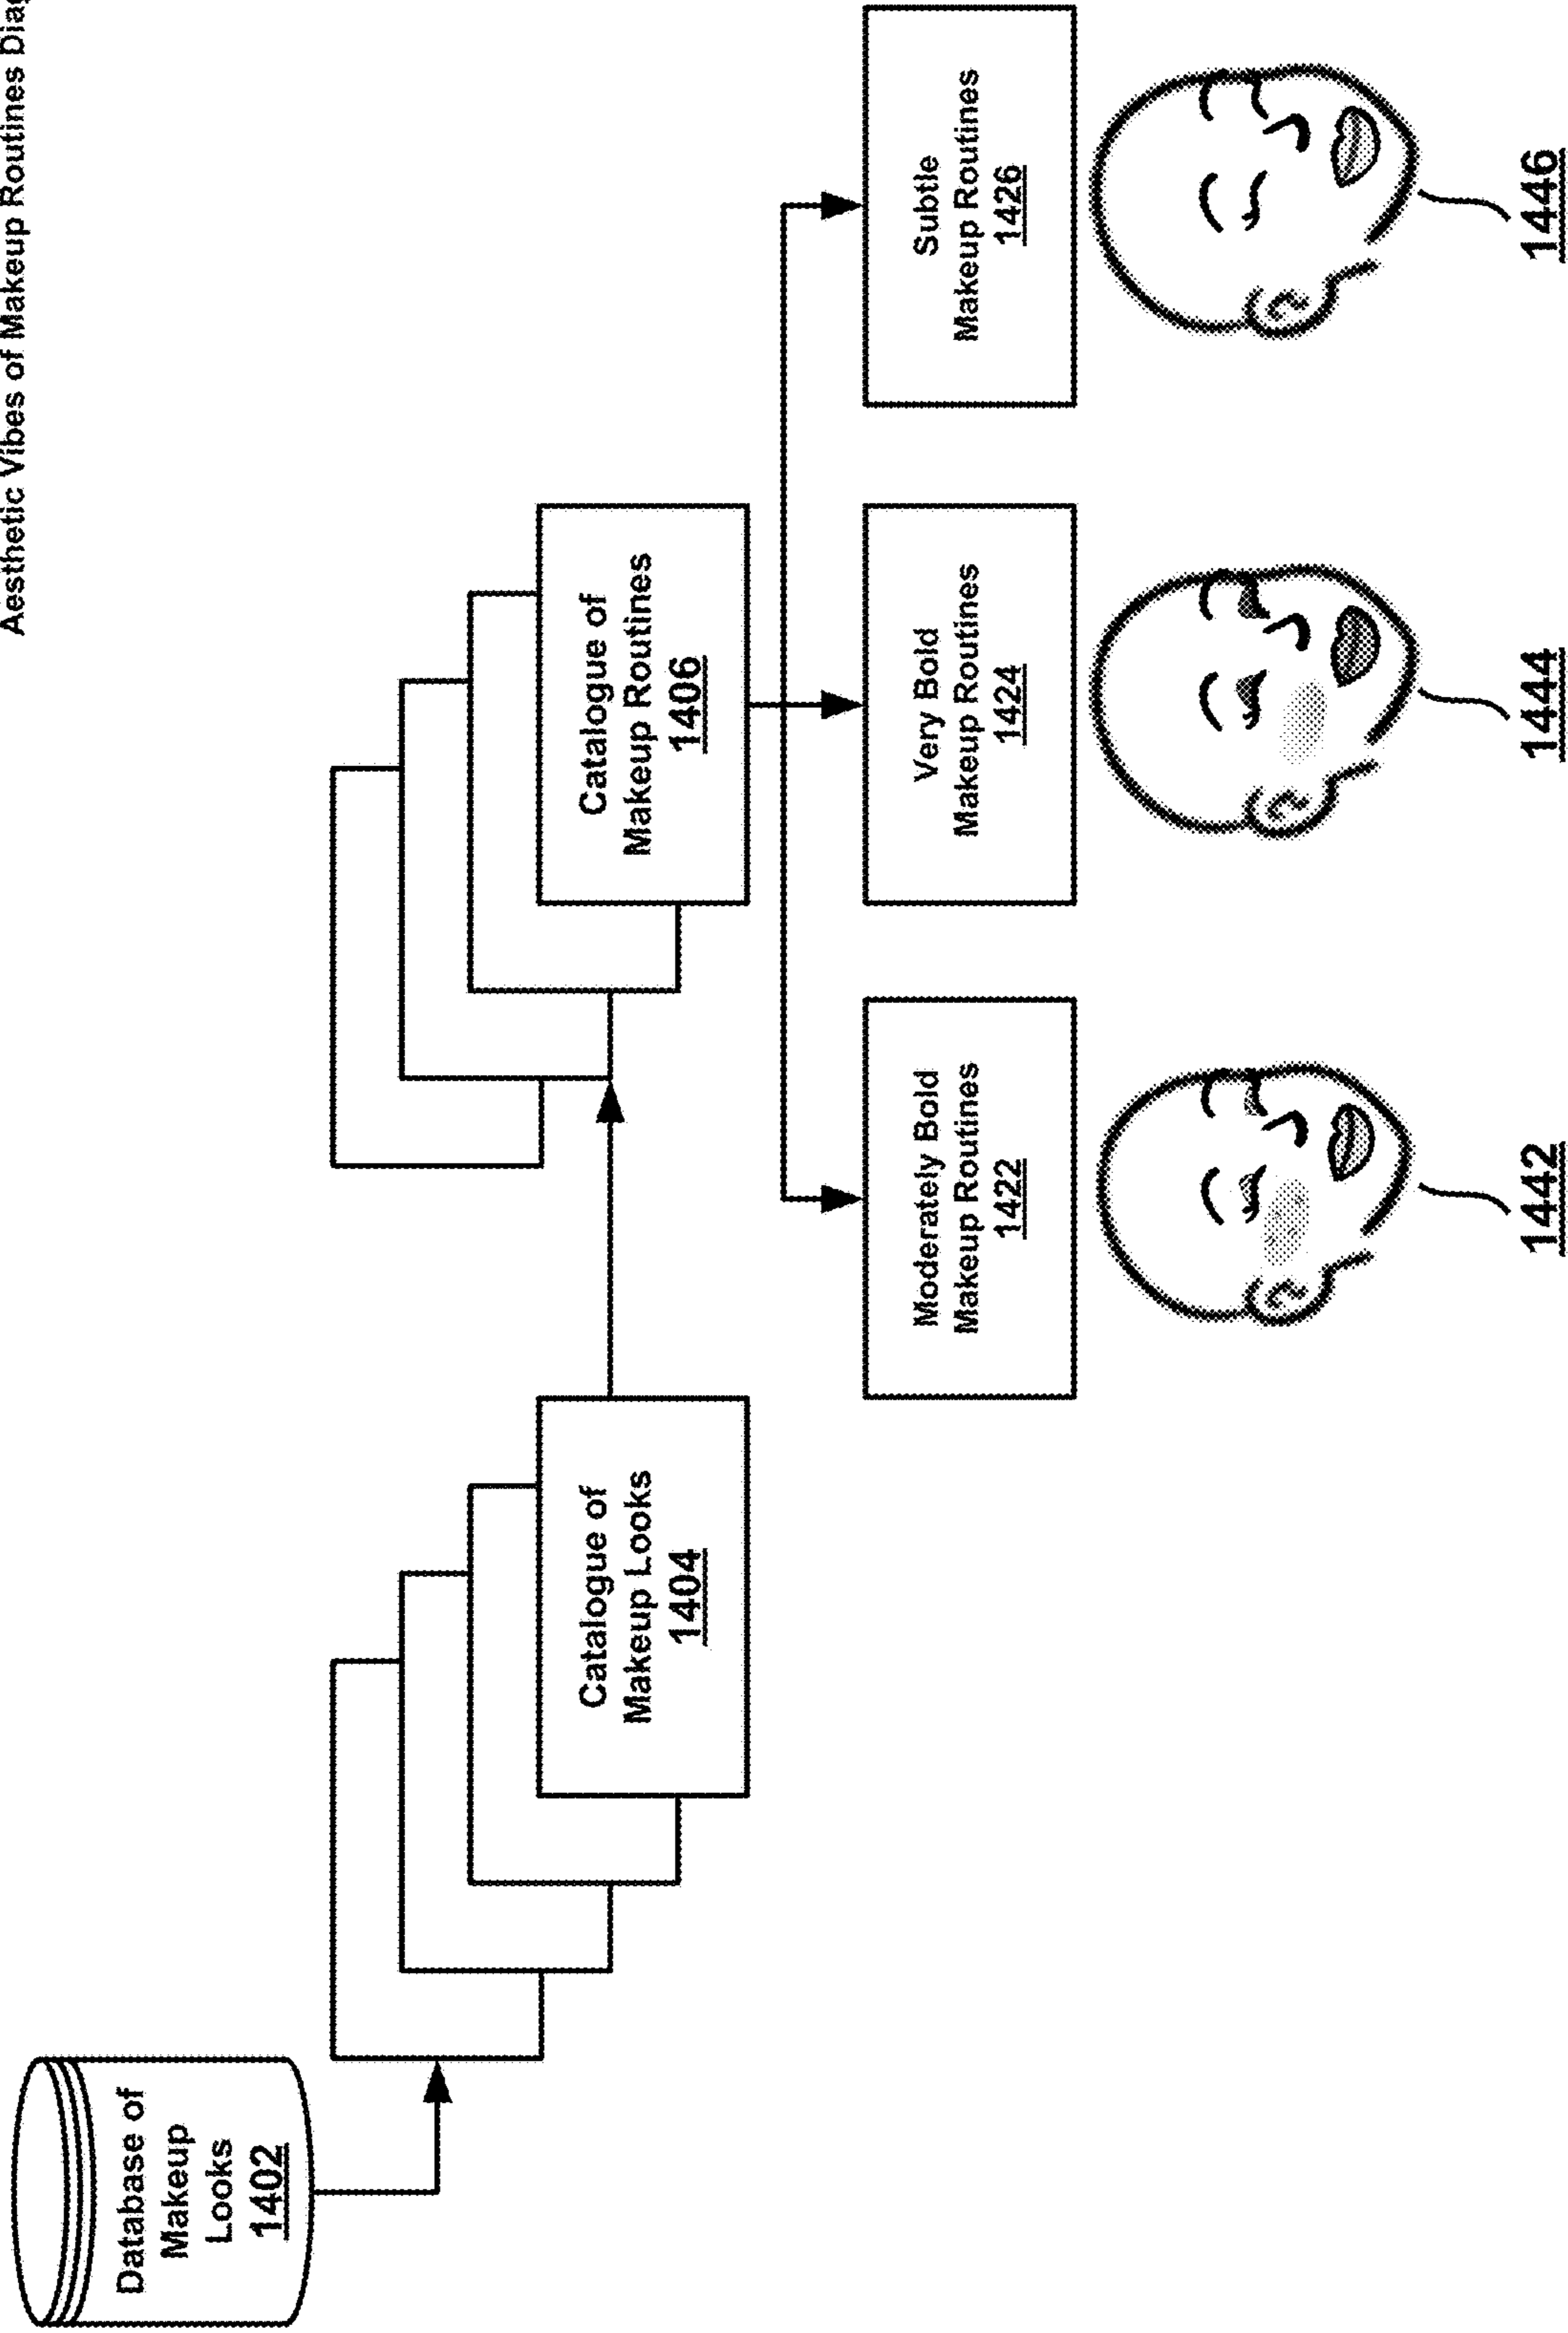 Aesthetic Vibes of Makeup Routines
Database of
Makeup
Looks
1402
Catalogue of
Makeup Looks
1404
Catalogue of
Makeup Routines
1406
Moderately Bold
Makeup Routines
1422
Very Bold
Makeup Routines
1424
Subtle
Makeup Routines
1426
1442
1444
1446